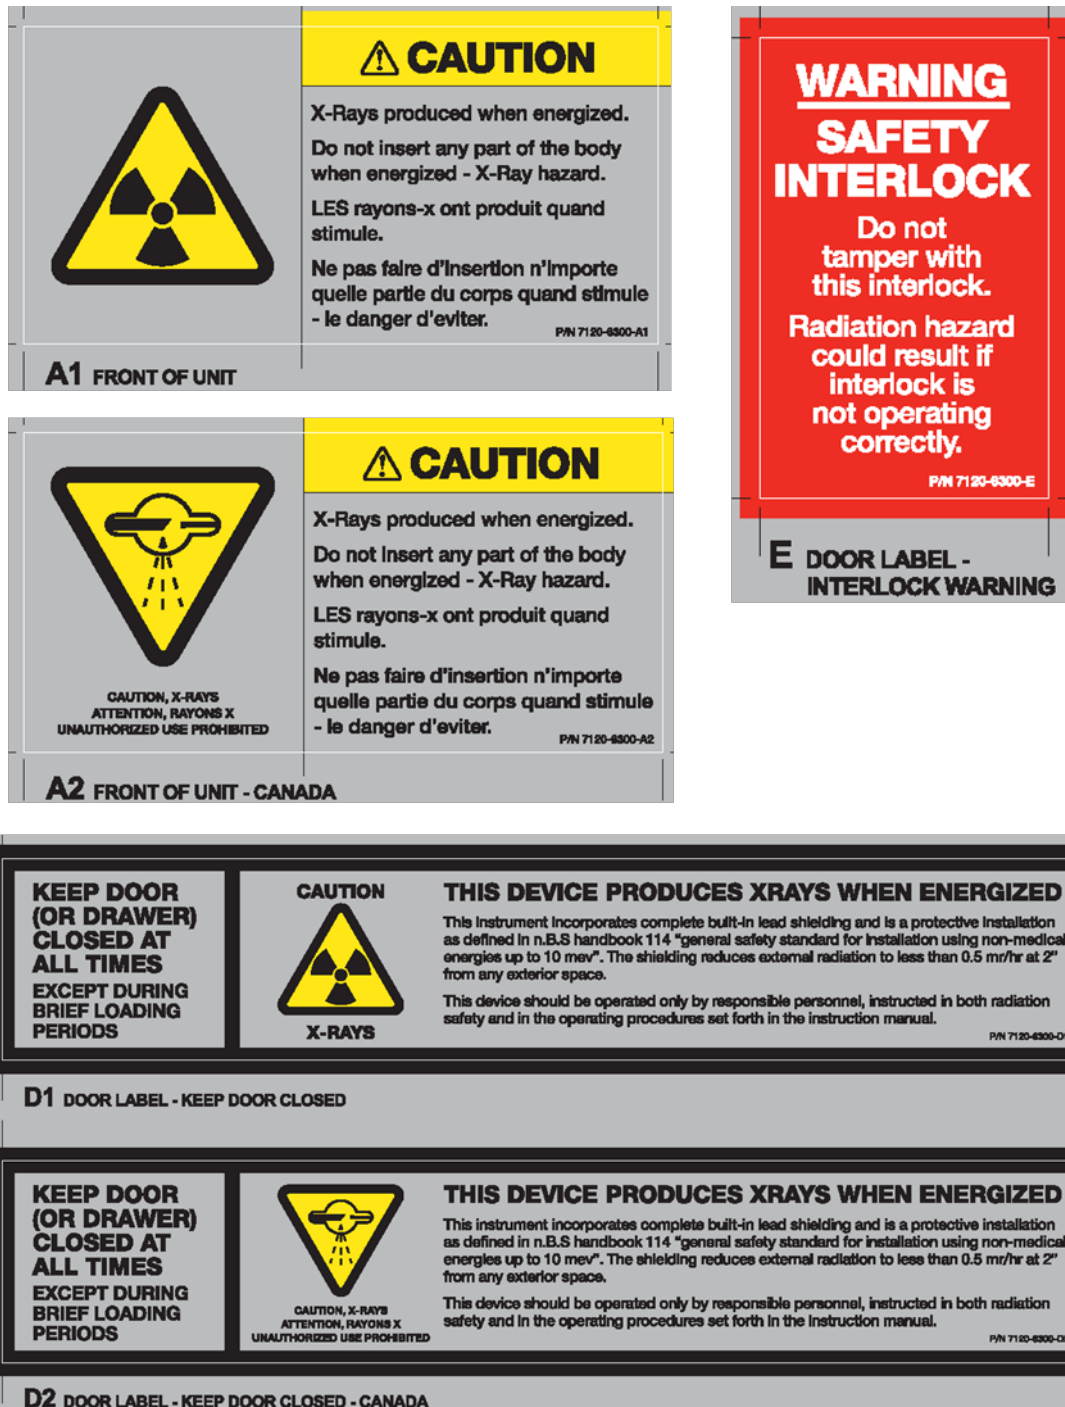 CAUTION
X-Rays produced when energized.
Do not insert any part of the body
when energized - X-Ray hazard.
LES rayons-x ont produit quand
stimule.
Ne pas faire d'insertion n'importe
quelle partie du corps quand stimule
- le danger d'eviter.
P/N 7120-6300-A1
A1 FRONT OF UNIT
WARNING
SAFETY
INTERLOCK
Do not
tamper with
this interlock.
Radiation hazard
could result if
interlock is
not operating
correctly.
P/N 7120-6300-E
E DOOR LABEL -
INTERLOCK WARNING
CAUTION
X-Rays produced when energized.
Do not insert any part of the body
when energized - X-Ray hazard.
LES rayons-x ont produit quand
stimule.
Ne pas faire d'insertion n'importe
quelle partie du corps quand stimule
- le danger d'eviter.
P/N 7120-6300-A2
CAUTION, X-RAYS
ATTENTION, RAYONS X
UNAUTHORIZED USE PROHIBITED
A2 FRONT OF UNIT - CANADA
KEEP DOOR
(OR DRAWER)
CLOSED AT
ALL TIMES
EXCEPT DURING
BRIEF LOADING
PERIODS
CAUTION
X-RAYS
THIS DEVICE PRODUCES XRAYS WHEN ENERGIZED
This instrument incorporates complete built-in lead shielding and is a protective installation
as defined in n.B.S handbook 114 "general safety standard for installation using non-medical
energies up to 10 mev". The shielding reduces external radiation to less than 0.5 mr/hr at 2"
from any exterior space.
This device should be operated only by responsible personnel, instructed in both radiation
safety and in the operating procedures set forth in the instruction manual.
P/N 7120-6300-D
D1 DOOR LABEL - KEEP DOOR CLOSED
KEEP DOOR
(OR DRAWER)
CLOSED AT
ALL TIMES
EXCEPT DURING
BRIEF LOADING
PERIODS
CAUTION, X-RAYS
ATTENTION, RAYONS X
UNAUTHORIZED USE PROHIBITED
THIS DEVICE PRODUCES XRAYS WHEN ENERGIZED
This instrument incorporates complete built-in lead shielding and is a protective installation
as defined in n.B.S handbook 114 "general safety standard for installation using non-medical
energies up to 10 mev". The shielding reduces external radiation to less than 0.5 mr/hr at 2"
from any exterior space.
This device should be operated only by responsible personnel, instructed in both radiation
safety and in the operating procedures set forth in the instruction manual.
P/N 7120-6300-D
D2 DOOR LABEL - KEEP DOOR CLOSED - CANADA